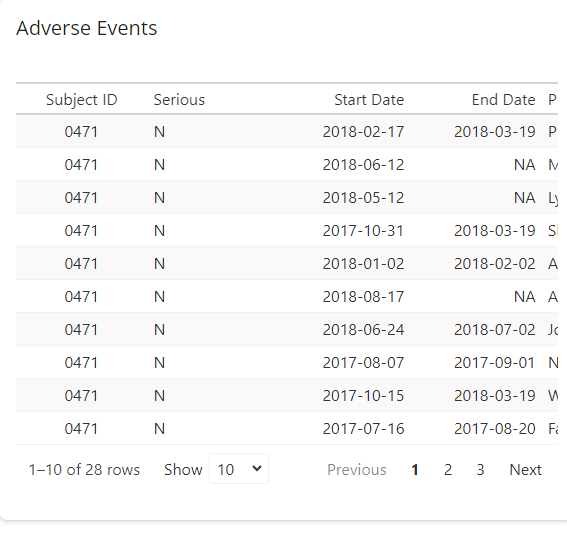 Adverse Events
Subject ID Serious Start Date End Date
0471 N 2018-02-17 2018-03-19
0471 N 2018-06-12 NA
0471 N 2018-05-12 NA
0471 N 2017-10-31 2018-03-19
0471 N 2018-01-02 2018-02-02
0471 N 2018-08-17 NA
0471 N 2018-06-24 2018-07-02
0471 N 2017-08-07 2017-09-01
0471 N 2017-10-15 2018-03-19
0471 N 2017-07-16 2017-08-20
1–10 of 28 rows Show 10 Previous 1 2 3 Next